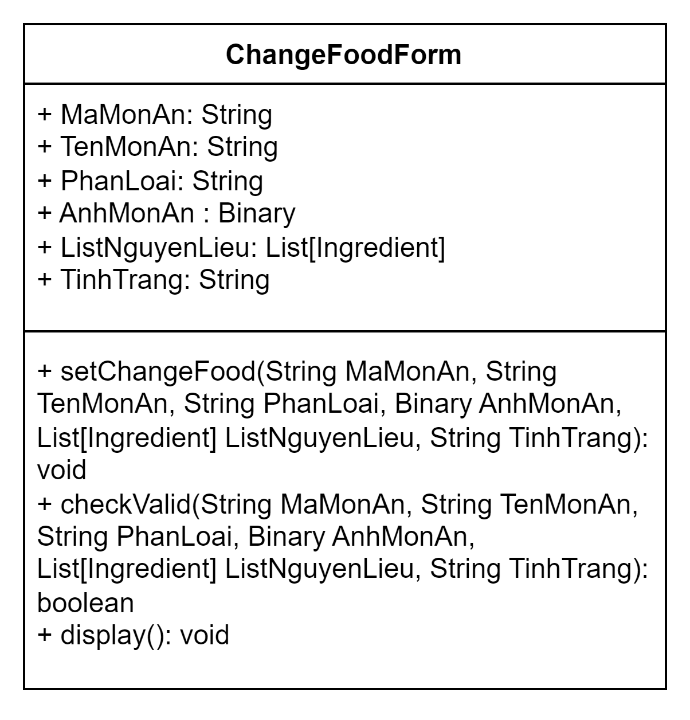 ChangeFoodForm
+ MaMonAn: String
+ TenMonAn: String
+ PhanLoai: String
+ AnhMonAn : Binary
+ ListNguyenLieu: List[Ingredient]
+ TinhTrang: String
+ setChangeFood(String MaMonAn, String
TenMonAn, String PhanLoai, Binary AnhMonAn,
List[Ingredient] ListNguyenLieu, String TinhTrang):
void
+ checkValid(String MaMonAn, String TenMonAn,
String PhanLoai, Binary AnhMonAn,
List[Ingredient] ListNguyenLieu, String TinhTrang):
boolean
+ display(): void